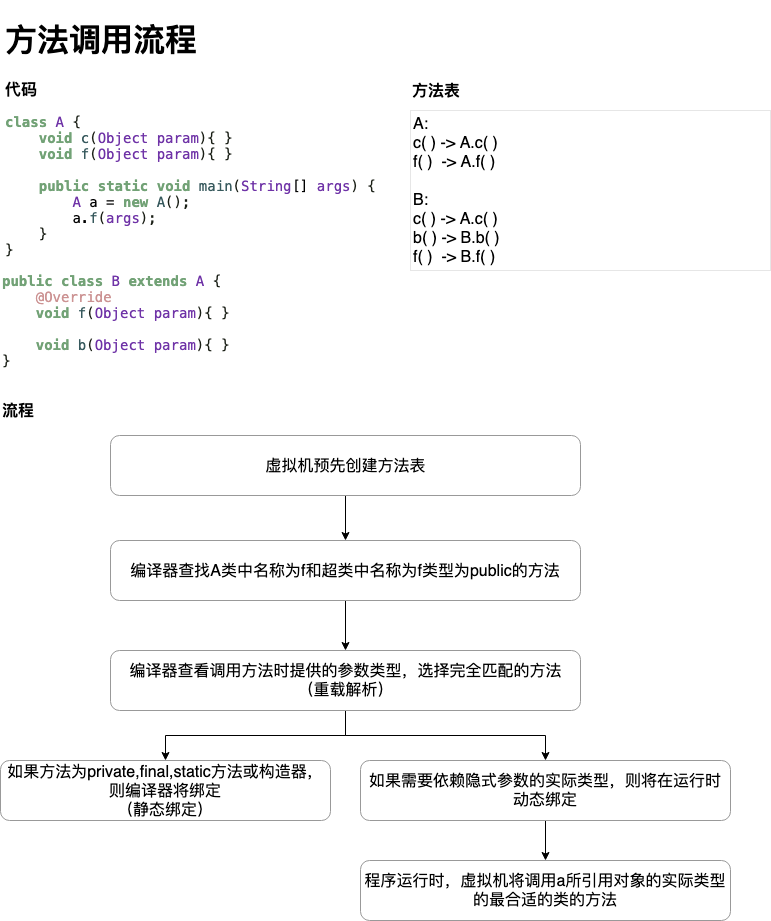 方法调用流程
代码
class A {
    void c(Object param){ }
    void f(Object param){ }
    public static void main(String[] args) {
        A a = new A();
        a.f(args);
    }
}
public class B extends A {
    @Override
    void f(Object param){ }
    void b(Object param){ }
}
方法表
A:
c( ) -> A.c( )
f( )  -> A.f( )
B:
c( ) -> A.c( )
b( ) -> B.b( )
f( )  -> B.f( )
流程
虚拟机预先创建方法表
编译器查找A类中名称为f和超类中名称为f类型为public的方法
编译器查看调用方法时提供的参数类型，选择完全匹配的方法
（重载解析）
如果方法为private,final,static方法或构造器，
则编译器将绑定
（静态绑定）
如果需要依赖隐式参数的实际类型，则将在运行时
动态绑定
程序运行时，虚拟机将调用a所引用对象的实际类型
的最合适的类的方法